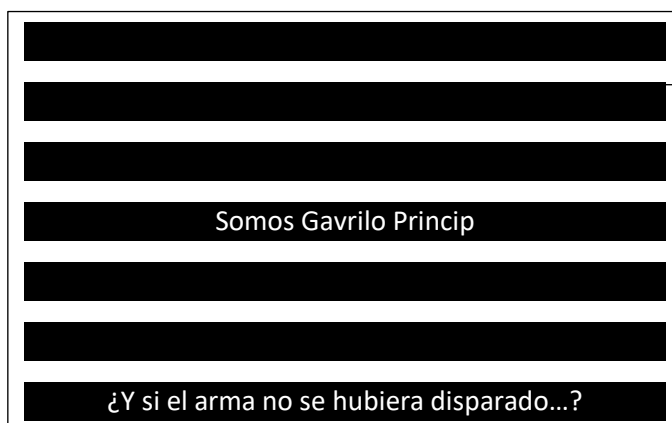 Somos Gavrilo Princip
¿Y si el arma no se hubiera disparado…?